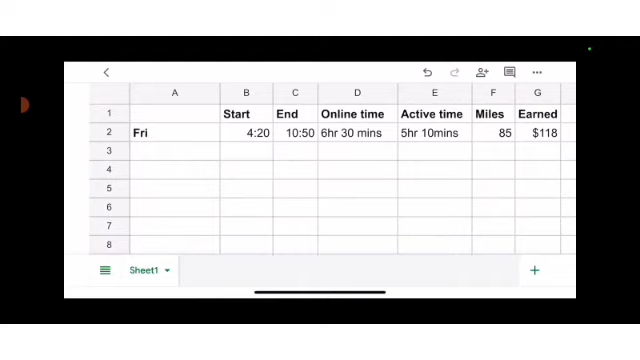 A B C D E F G
1 Start End Online time Active time Miles Earned
2 Fri 4:20 10:50 6hr 30 mins 5hr 10mins 85 $118
3
4
5
6
7
8
Sheet1